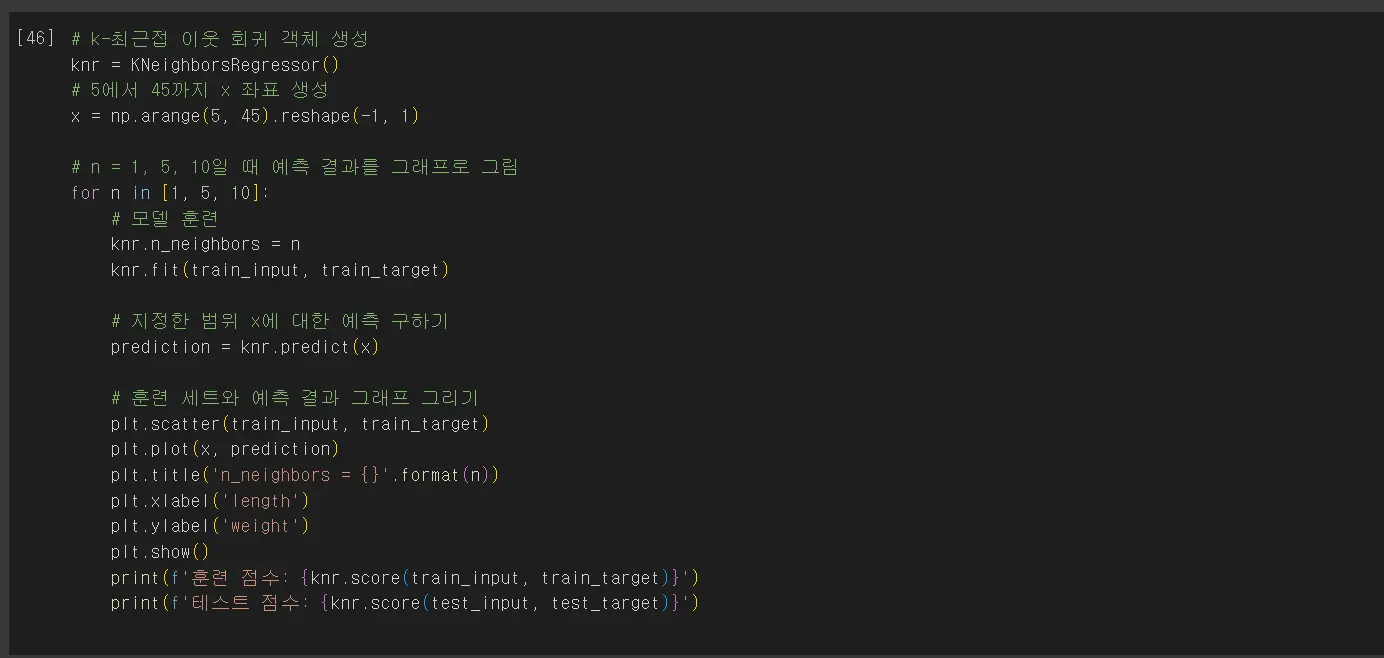 [46] # k-최근접 이웃 회귀 객체 생성
knr = KNeighborsRegressor()
# 5에서 45까지 x 좌표 생성
x = np.arange(5, 45).reshape(-1, 1)
# n = 1, 5, 10일 때 예측 결과를 그래프로 그림
for n in [1, 5, 10]:
# 모델 훈련
knr.n_neighbors = n
knr.fit(train_input, train_target)
# 지정한 범위 x에 대한 예측 구하기
prediction = knr.predict(x)
# 훈련 세트와 예측 결과 그래프 그리기
plt.scatter(train_input, train_target)
plt.plot(x, prediction)
plt.title('n_neighbors = {}'.format(n))
plt.xlabel('length')
plt.ylabel('weight')
plt.show()
print(f'훈련 점수: {knr.score(train_input, train_target)}')
print(f'테스트 점수: {knr.score(test_input, test_target)}')